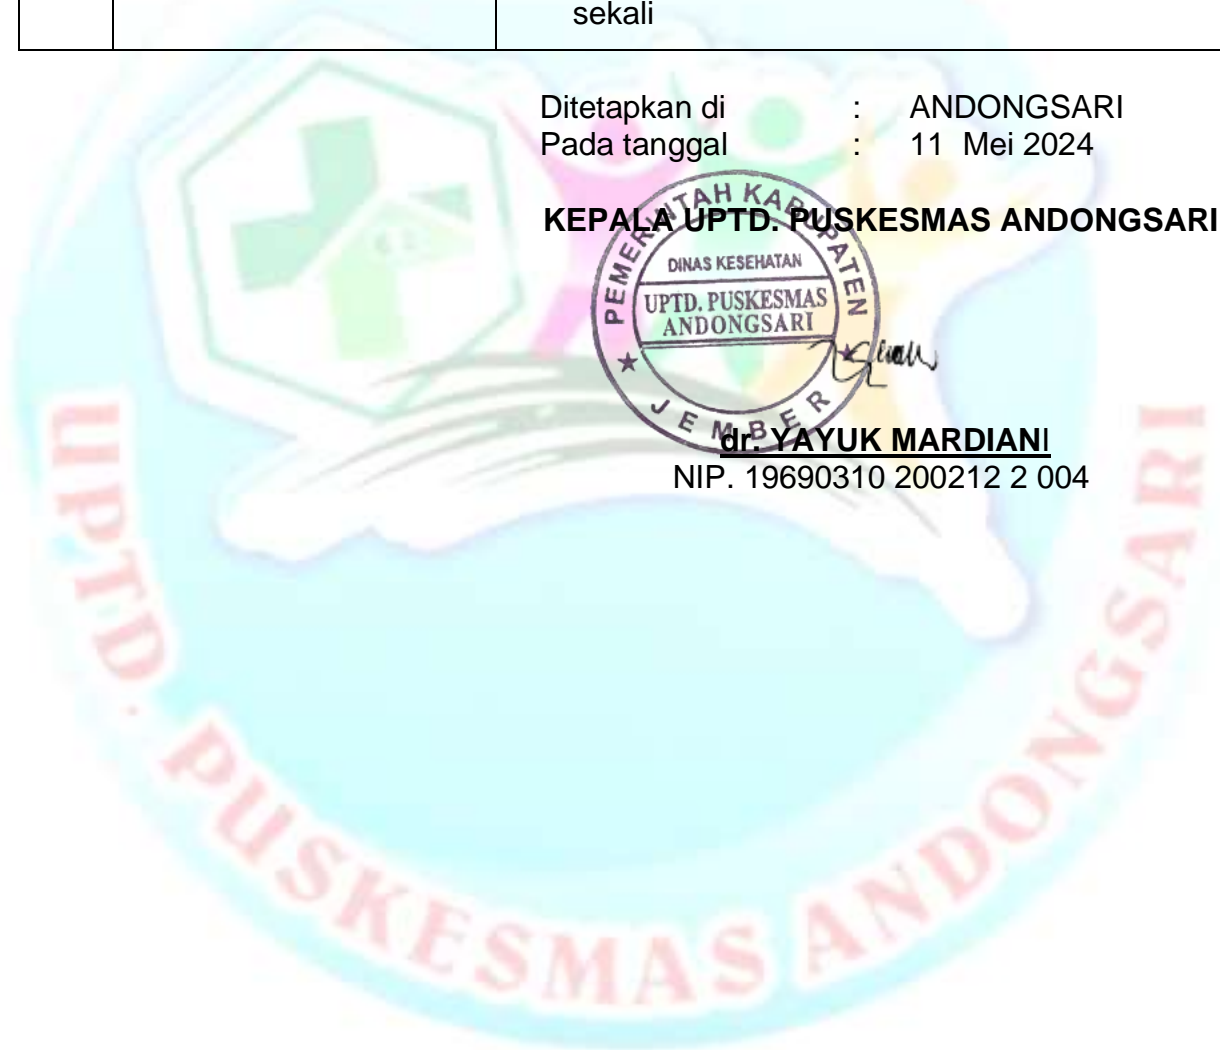 sekali
Ditetapkan di : ANDONGSARI
Pada tanggal : 11 Mei 2024
KEPALA UPTD. PUSKESMAS ANDONGSARI
PEMERINTAH KABUPATEN
DINAS KESEHATAN
UPTD. PUSKESMAS
ANDONGSARI
JEMBER
dr. YAYUK MARDIANI
NIP. 19690310 200212 2 004
UPTD. PUSKESMAS ANDONGSARI